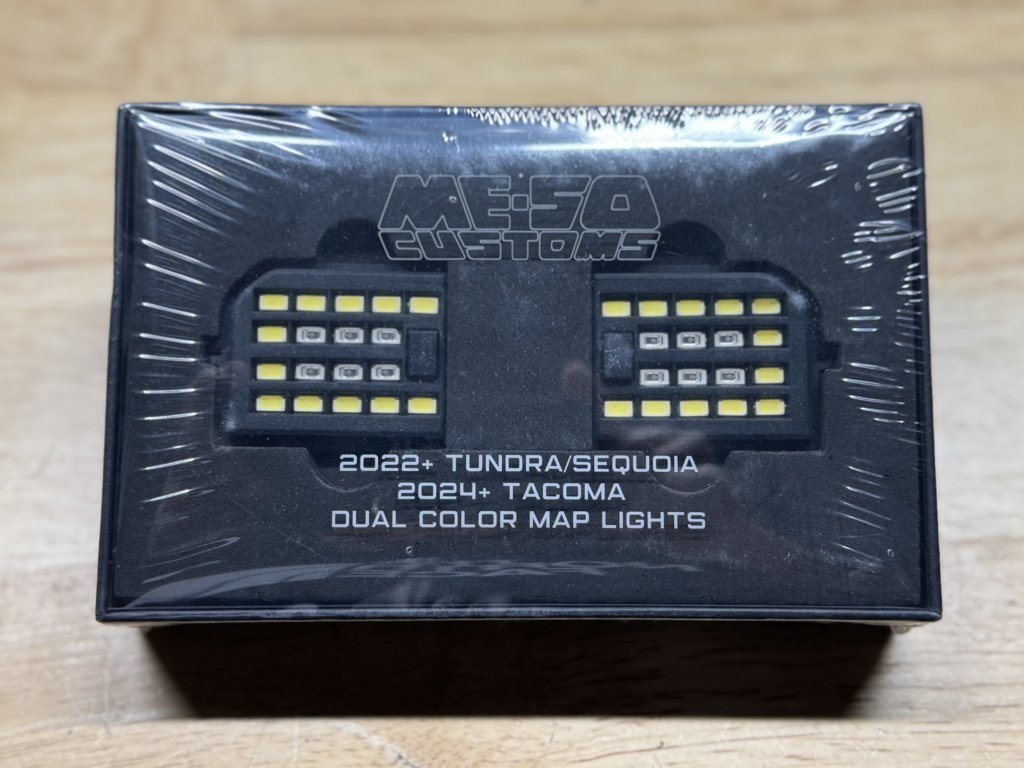 ME·SO
CUSTOMS
2022+ TUNDRA/SEQUOIA
2024+ TACOMA
DUAL COLOR MAP LIGHTS